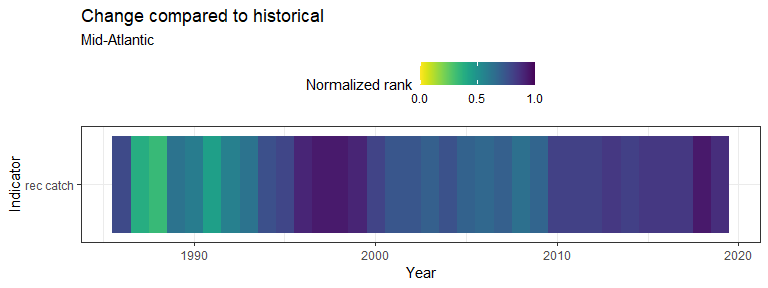 Change compared to historical
Mid-Atlantic
Normalized rank
0.0 0.5 1.0
Indicator
rec catch
1990 2000 2010 2020
Year